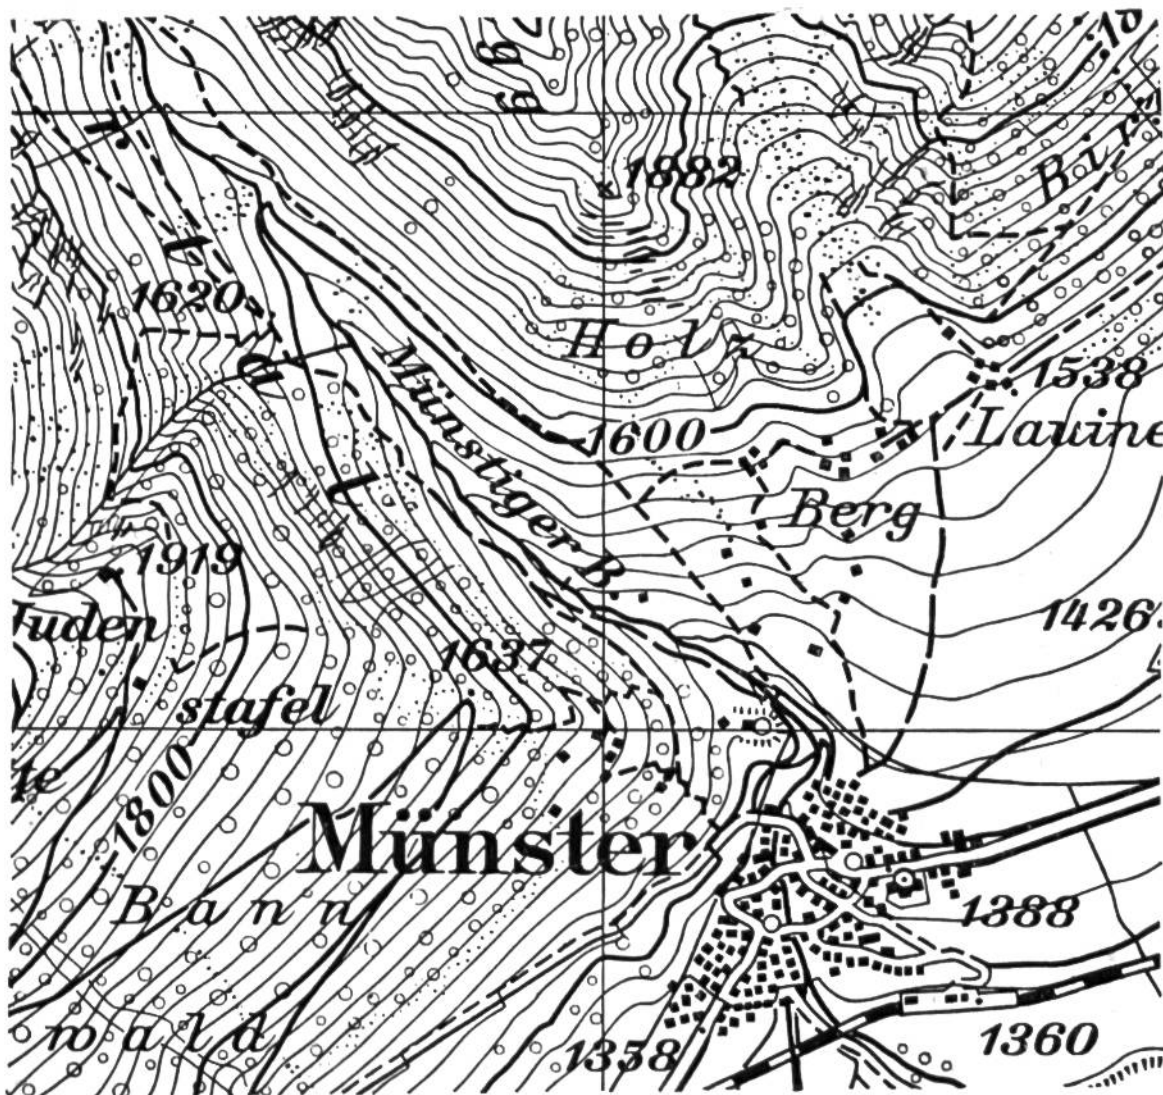 1882
1620
Holz
1538
Münstiger B.
1600
Lauine
Berg
1919
Juden
1426
1637
stafel
1800
Münster
Bann
1388
wald
1358
1360